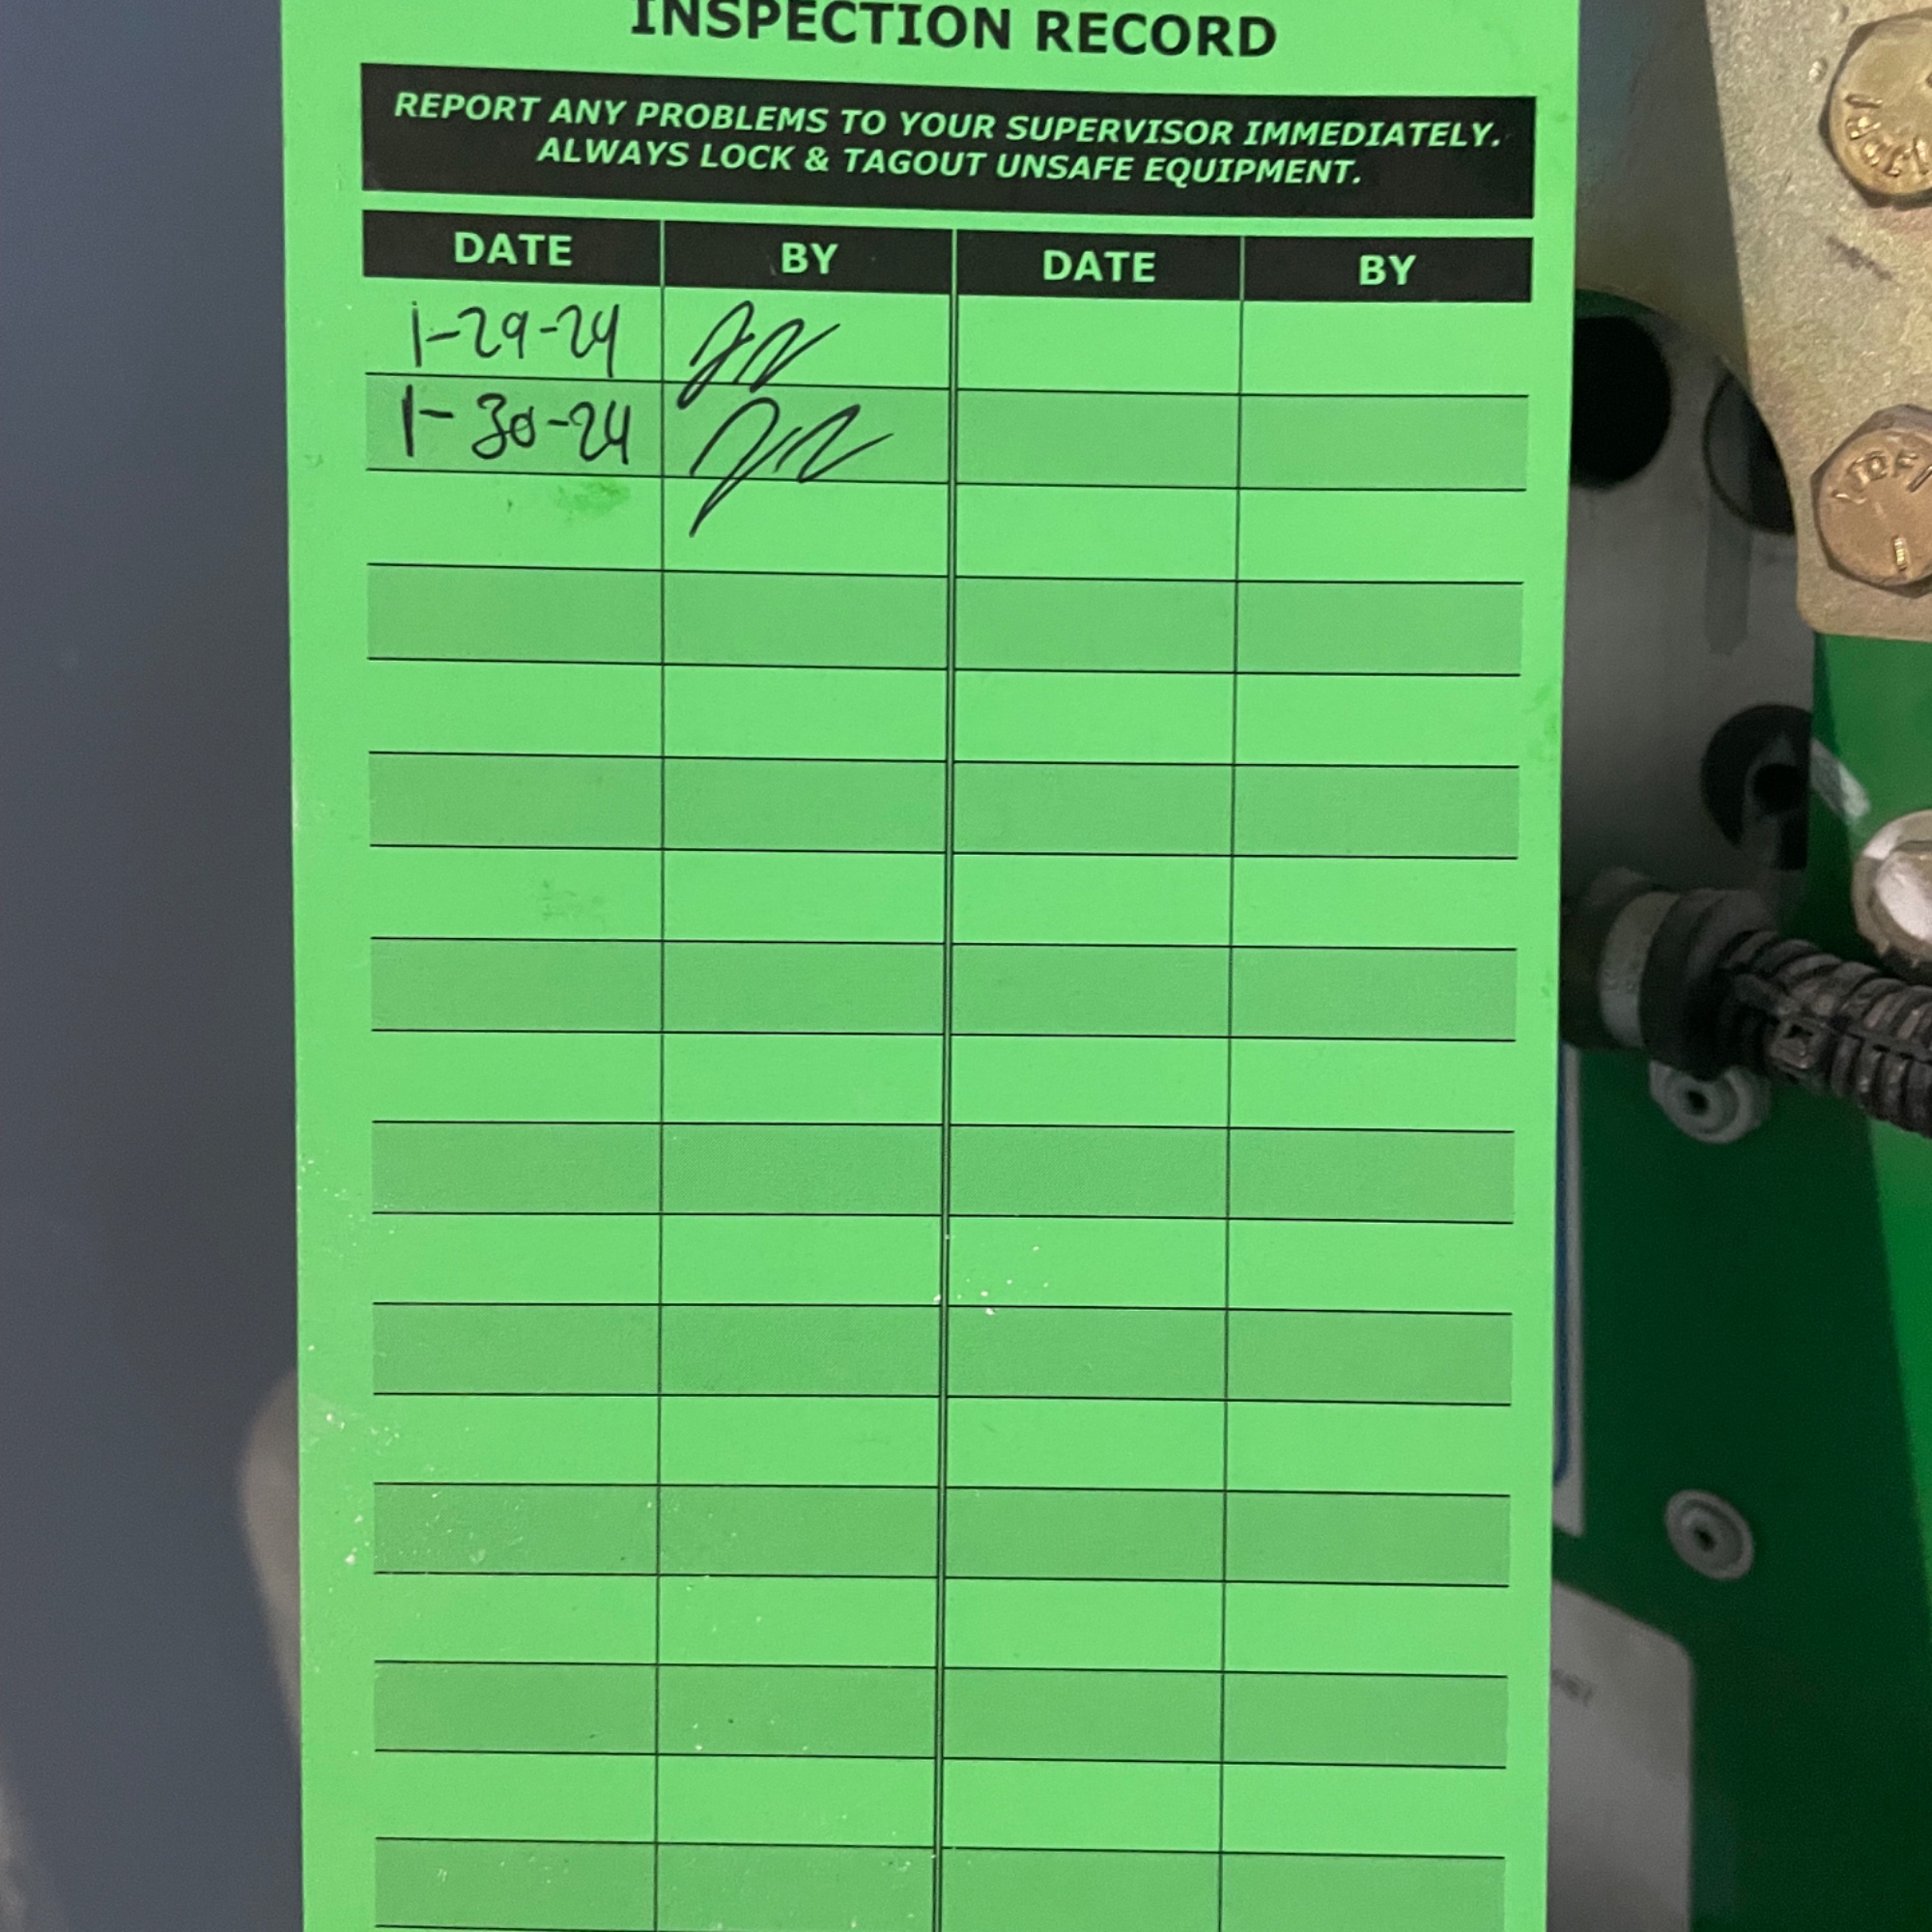 INSPECTION RECORD
REPORT ANY PROBLEMS TO YOUR SUPERVISOR IMMEDIATELY.
ALWAYS LOCK & TAGOUT UNSAFE EQUIPMENT.
DATE BY DATE BY
1-29-24
1-30-24